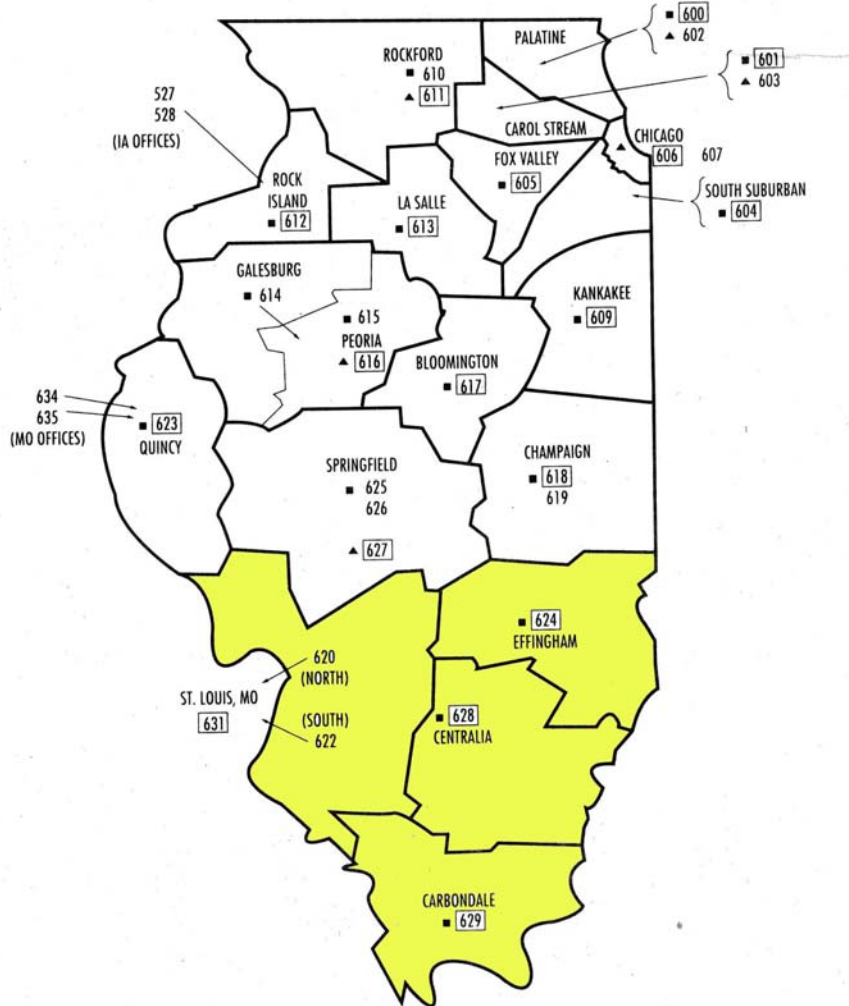 600
602
PALATINE
601
603
ROCKFORD
610
611
527
528
(IA OFFICES)
CAROL STREAM
CHICAGO
606 607
FOX VALLEY
605
ROCK
ISLAND
612
LA SALLE
613
SOUTH SUBURBAN
604
GALESBURG
614
615
PEORIA
616
KANKAKEE
609
BLOOMINGTON
617
634
635
(MO OFFICES)
623
QUINCY
SPRINGFIELD
625
626
627
CHAMPAIGN
618
619
624
EFFINGHAM
620
(NORTH)
ST. LOUIS, MO
631
(SOUTH)
622
628
CENTRALIA
CARBONDALE
629